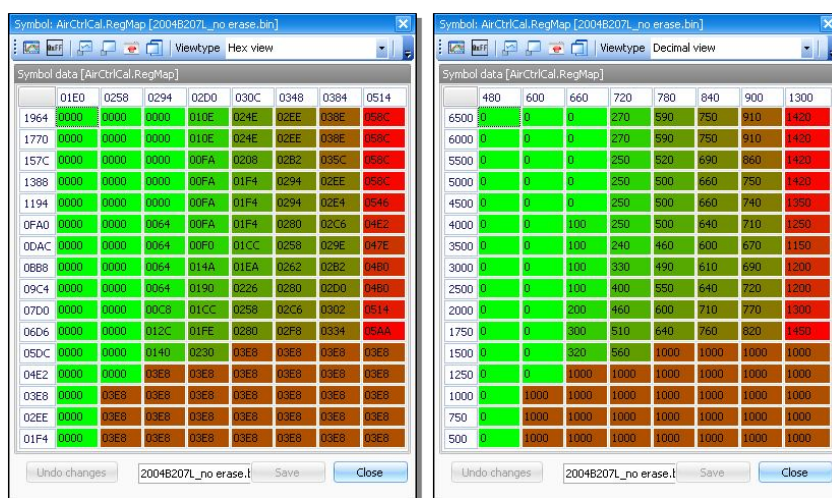 Symbol: AirCtrlCal.RegMap [2004B207L_no erase.bin]
Viewtype Hex view
Symbol data [AirCtrlCal.RegMap]
01E0 0258 0294 02D0 030C 0348 0384 0514
1964 0000 0000 0000 010E 024E 02EE 038E 058C
1770 0000 0000 0000 010E 024E 02EE 038E 058C
157C 0000 0000 0000 00FA 0208 02B2 035C 058C
1388 0000 0000 0000 00FA 01F4 0294 02EE 058C
1194 0000 0000 0000 00FA 01F4 0294 02E4 0546
0FA0 0000 0000 0064 00FA 01F4 0280 02C6 04E2
0DAC 0000 0000 0064 00F0 01CC 0258 029E 047E
0BB8 0000 0000 0064 014A 01EA 0262 02B2 04B0
09C4 0000 0000 0064 0190 0226 0280 02D0 04B0
07D0 0000 0000 00C8 01CC 0258 02C6 0302 0514
06D6 0000 0000 012C 01FE 0280 02F8 0334 05AA
05DC 0000 0000 0140 0230 03E8 03E8 03E8 03E8
04E2 0000 0000 03E8 03E8 03E8 03E8 03E8 03E8
03E8 0000 03E8 03E8 03E8 03E8 03E8 03E8 03E8
02EE 0000 03E8 03E8 03E8 03E8 03E8 03E8 03E8
01F4 0000 03E8 03E8 03E8 03E8 03E8 03E8 03E8
Undo changes 2004B207L_no erase.b Save Close
Symbol: AirCtrlCal.RegMap [2004B207L_no erase.bin]
Viewtype Decimal view
Symbol data [AirCtrlCal.RegMap]
480 600 660 720 780 840 900 1300
6500 0 0 0 270 590 750 910 1420
6000 0 0 0 270 590 750 910 1420
5500 0 0 0 250 520 690 860 1420
5000 0 0 0 250 500 660 750 1420
4500 0 0 0 250 500 660 740 1350
4000 0 0 100 250 500 640 710 1250
3500 0 0 100 240 460 600 670 1150
3000 0 0 100 330 490 610 690 1200
2500 0 0 100 400 550 640 720 1200
2000 0 0 200 460 600 710 770 1300
1750 0 0 300 510 640 760 820 1450
1500 0 0 320 560 1000 1000 1000 1000
1250 0 0 1000 1000 1000 1000 1000 1000
1000 0 1000 1000 1000 1000 1000 1000 1000
750 0 1000 1000 1000 1000 1000 1000 1000
500 0 1000 1000 1000 1000 1000 1000 1000
Undo changes 2004B207L_no erase.b Save Close